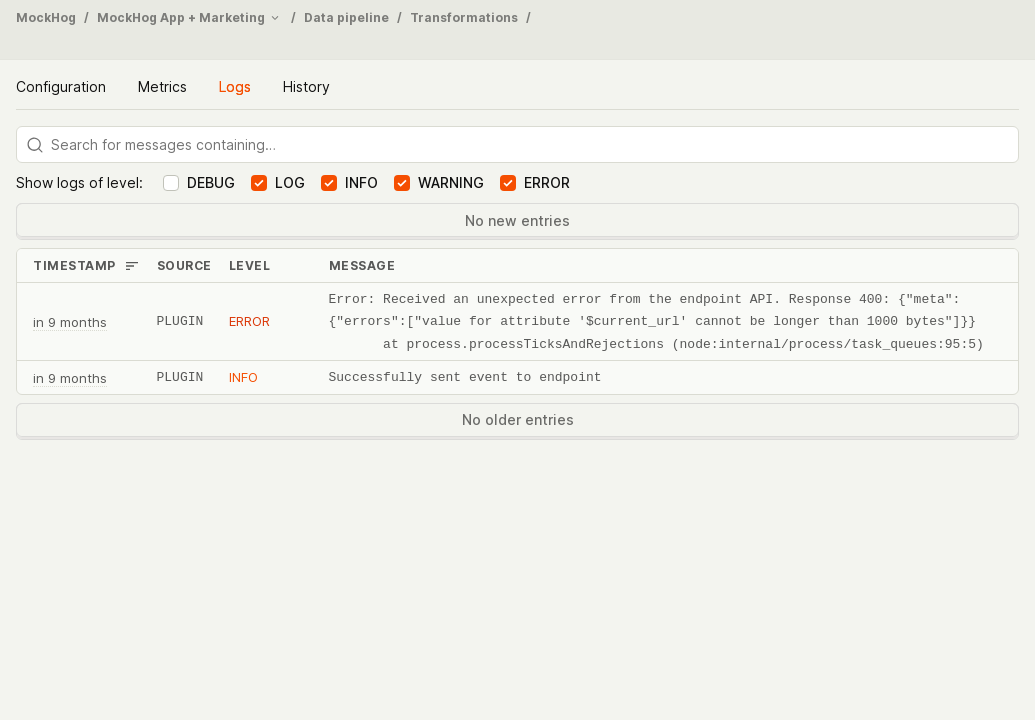 MockHog / MockHog App + Marketing / Data pipeline / Transformations /
Configuration Metrics Logs History
Search for messages containing…
Show logs of level: DEBUG LOG INFO WARNING ERROR
No new entries
TIMESTAMP SOURCE LEVEL MESSAGE
in 9 months PLUGIN ERROR Error: Received an unexpected error from the endpoint API. Response 400: {"meta":
{"errors":["value for attribute '$current_url' cannot be longer than 1000 bytes"]}}
at process.processTicksAndRejections (node:internal/process/task_queues:95:5)
in 9 months PLUGIN INFO Successfully sent event to endpoint
No older entries